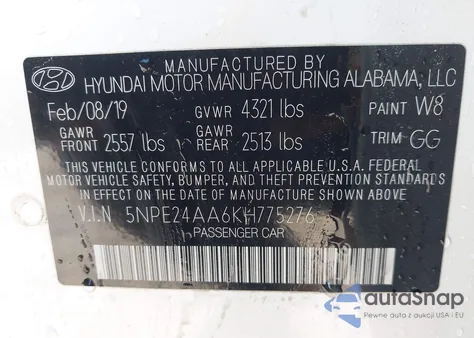 MANUFACTURED BY
HYUNDAI MOTOR MANUFACTURING ALABAMA, LLC
Feb/08/19 GVWR 4321 lbs PAINT W8
GAWR FRONT 2557 lbs GAWR REAR 2513 lbs TRIM GG
THIS VEHICLE CONFORMS TO ALL APPLICABLE U.S.A. FEDERAL
MOTOR VEHICLE SAFETY, BUMPER, AND THEFT PREVENTION STANDARDS
IN EFFECT ON THE DATE OF MANUFACTURE SHOWN ABOVE.
V.I.N 5NPE24AA6KH775276
PASSENGER CAR
autoSnap
Pewne auta z USA i EU